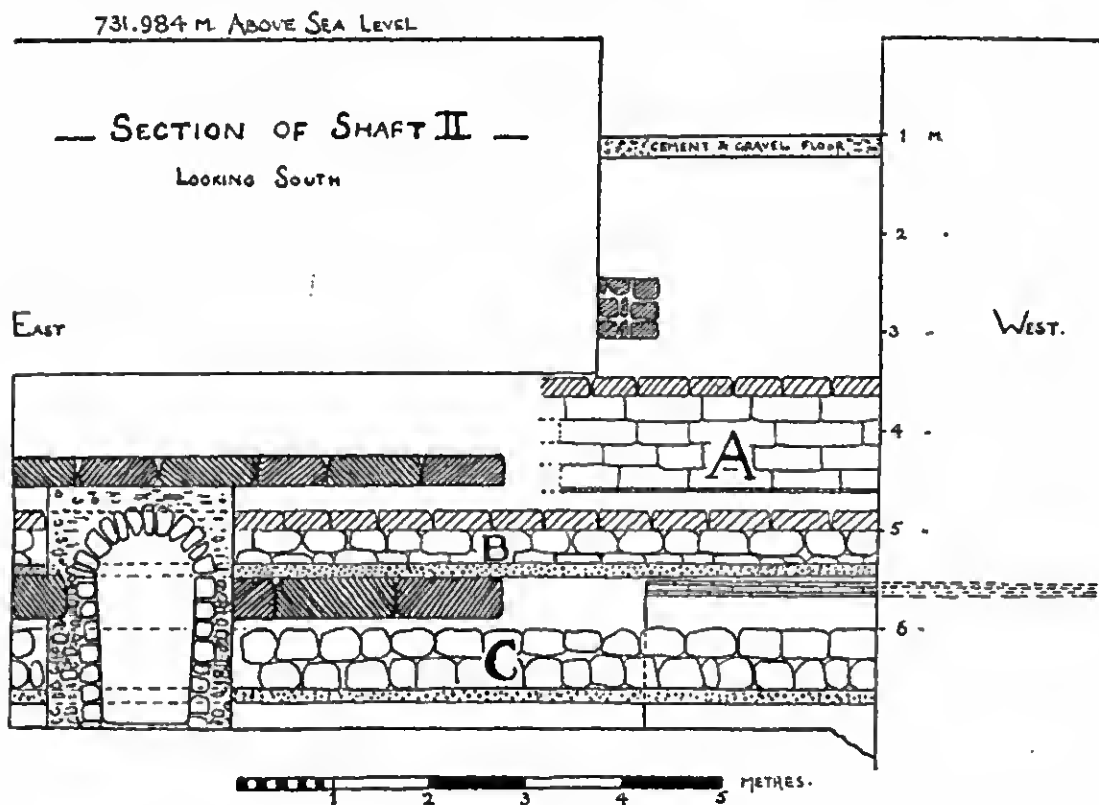 731.984 M. ABOVE SEA LEVEL
— SECTION OF SHAFT II —
LOOKING SOUTH
CEMENT & GRAVEL FLOOR
1 M
2
3
EAST
WEST.
4
A
5
B
6
C
1 2 3 4 5 METRES.